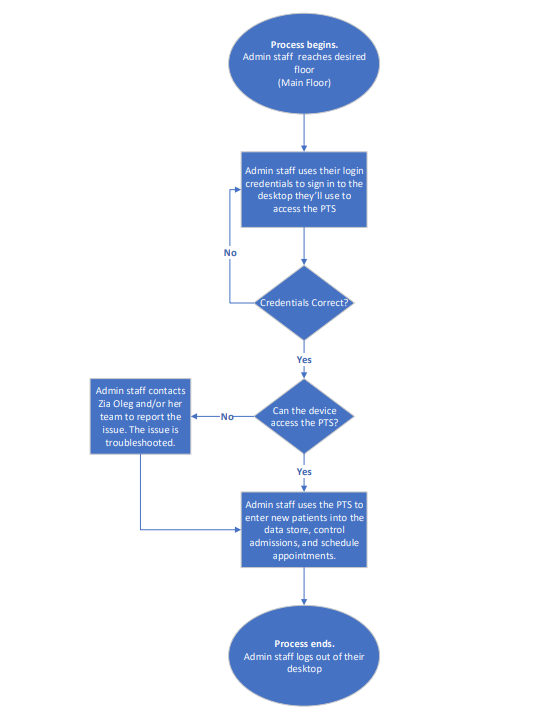 Process begins.
Admin staff reaches desired
floor
(Main Floor)
Admin staff uses their login
credentials to sign in to the
desktop they'll use to
access the PTS
No
Credentials Correct?
Yes
Admin staff contacts
Zia Oleg and/or her
team to report the
issue. The issue is
troubleshooted.
No
Can the device
access the PTS?
Yes
Admin staff uses the PTS to
enter new patients into the
data store, control
admissions, and schedule
appointments.
Process ends.
Admin staff logs out of their
desktop